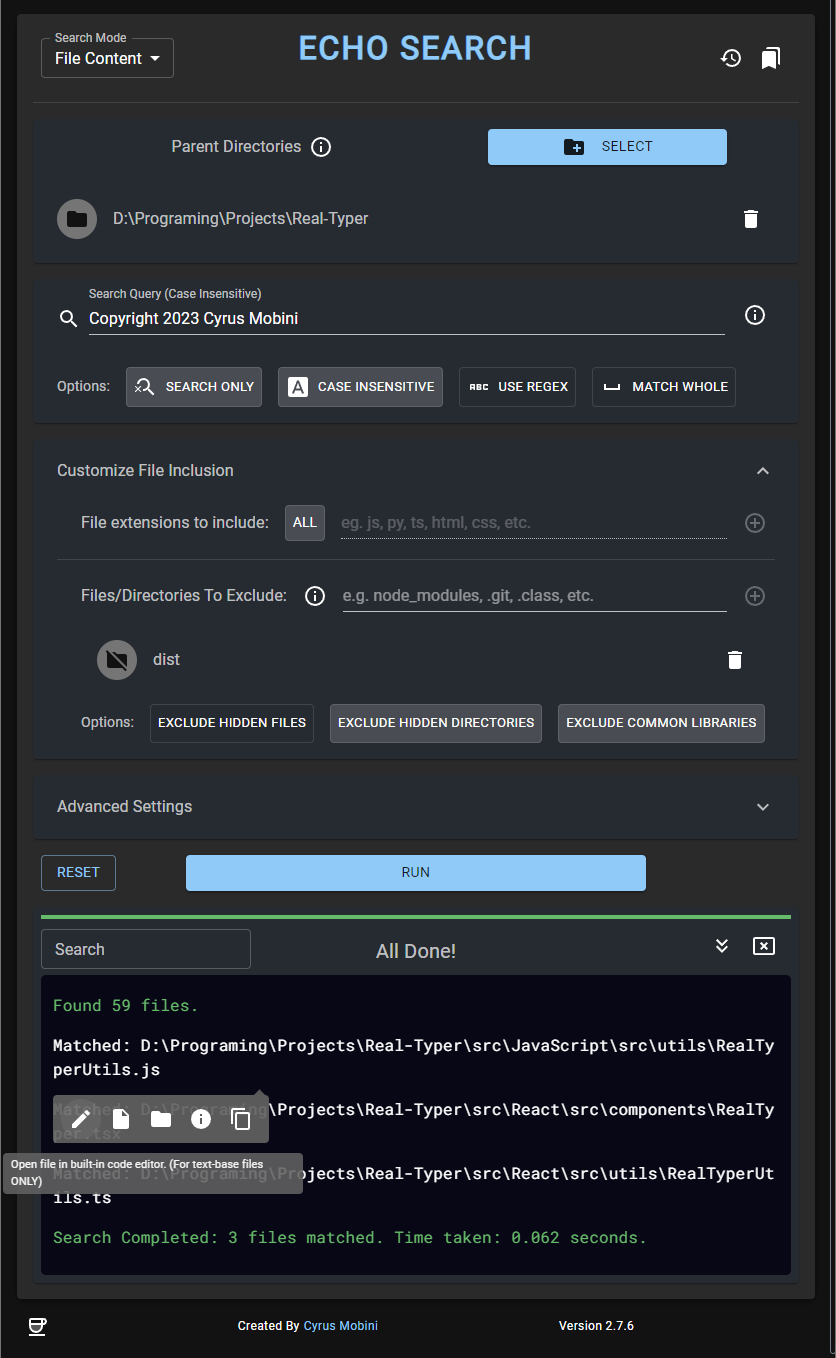 Search Mode
File Content
ECHO SEARCH
Parent Directories
SELECT
D:\Programing\Projects\Real-Typer
Search Query (Case Insensitive)
Copyright 2023 Cyrus Mobini
Options: SEARCH ONLY A CASE INSENSITIVE ABC USE REGEX MATCH WHOLE
Customize File Inclusion
File extensions to include: ALL eg. js, py, ts, html, css, etc.
Files/Directories To Exclude: e.g. node_modules, .git, .class, etc.
dist
Options: EXCLUDE HIDDEN FILES EXCLUDE HIDDEN DIRECTORIES EXCLUDE COMMON LIBRARIES
Advanced Settings
RESET RUN
Search All Done!
Found 59 files.
Matched: D:\Programing\Projects\Real-Typer\src\JavaScript\src\utils\RealTy
perUtils.js
Matched: D:\Programing\Projects\Real-Typer\src\React\src\components\RealTy
per.tsx
Open file in built-in code editor. (For text-base files
ONLY)
Matched: D:\Programing\Projects\Real-Typer\src\React\src\utils\RealTyperUt
ils.ts
Search Completed: 3 files matched. Time taken: 0.062 seconds.
Created By Cyrus Mobini Version 2.7.6